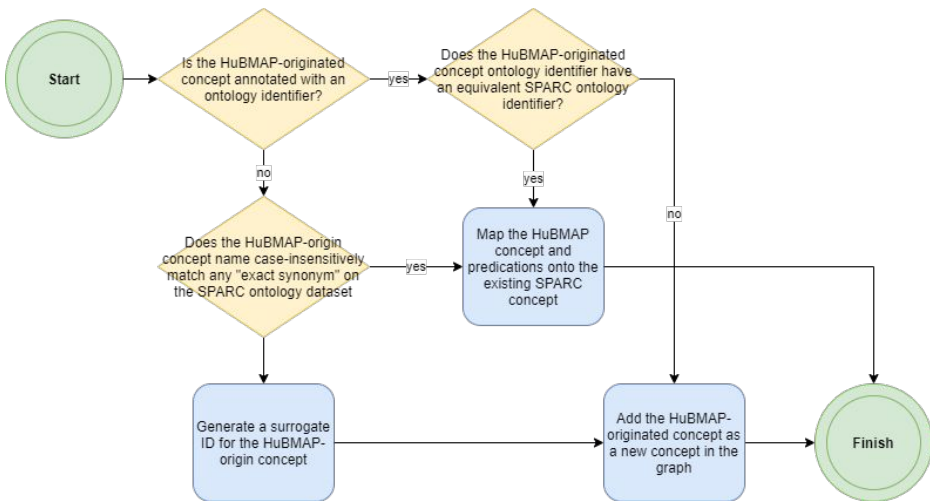 Start
Is the HuBMAP-originated
concept annotated with an
ontology identifier?
yes
Does the HuBMAP-originated
concept ontology identifier have
an equivalent SPARC ontology
identifier?
no
yes
no
Does the HuBMAP-origin
concept name case-insensitively
match any "exact synonym" on
the SPARC ontology dataset
yes
Map the HuBMAP
concept and
predications onto the
existing SPARC
concept
Generate a surrogate
ID for the HuBMAP-
origin concept
Add the HuBMAP-
originated concept as
a new concept in the
graph
Finish